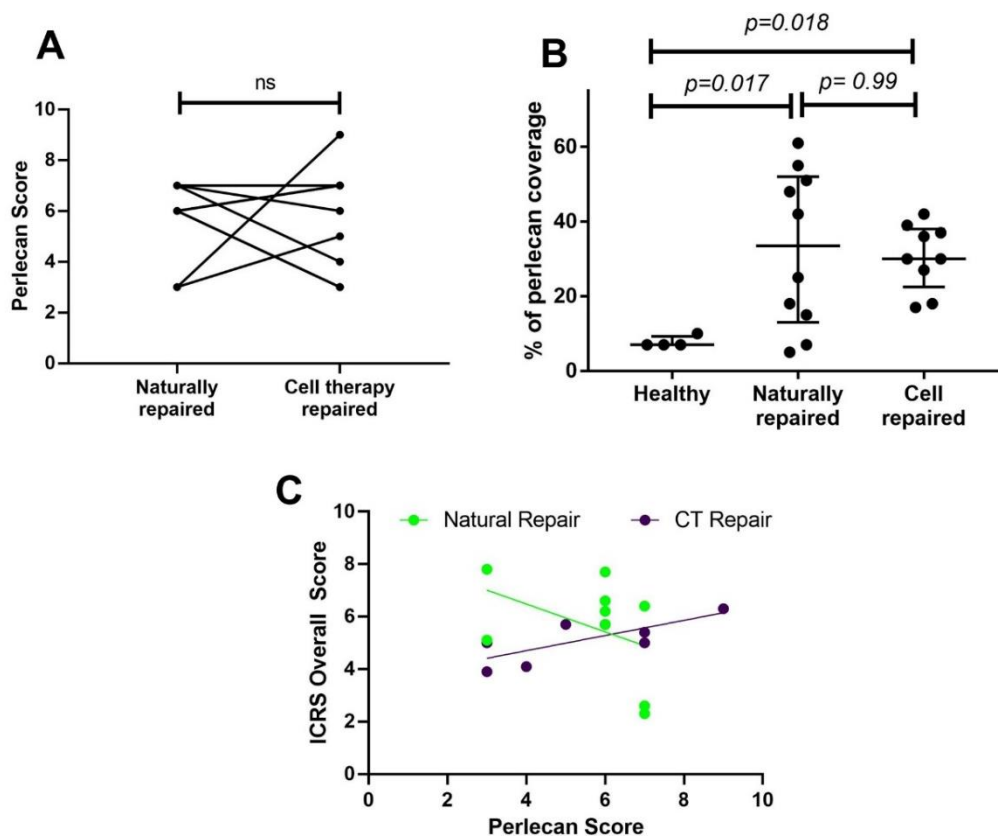 A
ns
10
8
6
4
2
0
Perlecan Score
Naturally
repaired
Cell therapy
repaired
B
p=0.018
p=0.017
p= 0.99
60
40
20
0
% of perlecan coverage
Healthy
Naturally
repaired
Cell
repaired
C
Natural Repair
CT Repair
10
8
6
4
2
0
ICRS Overall Score
0 2 4 6 8 10
Perlecan Score